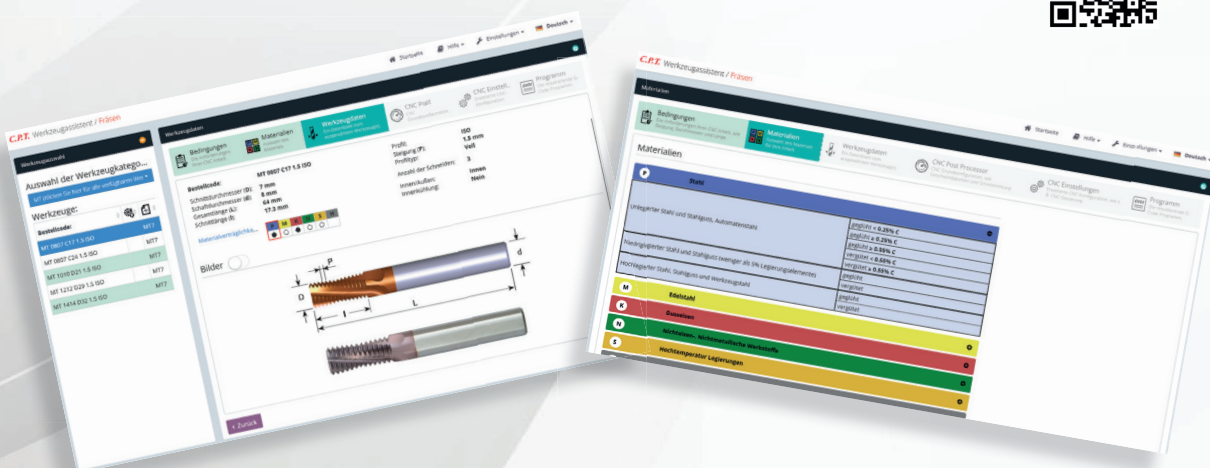 Startseite
Hilfe
Einstellungen
Deutsch
C.P.T. Werkzeugassistent / Fräsen
Werkzeugauswahl
Werkzeugdaten
Bedingungen
Materialien
Werkzeugdaten
CNC Post
CNC Einstell...
Programm
Auswahl der Werkzeugkatego...
Werkzeuge:
Bestellcode:
MT 0807 C17 1.5 ISO MT7
MT 0807 C24 1.5 ISO MT7
MT 1010 D21 1.5 ISO MT7
MT 1212 D29 1.5 ISO MT7
MT 1414 D32 1.5 ISO MT7
Bestellcode: MT 0807 C17 1.5 ISO
Schnittdurchmesser (D): 7 mm
Schaftdurchmesser (d): 8 mm
Gesamtlänge (L): 64 mm
Schnittlänge (l): 17.3 mm
Materialverträglichke...
P M K N S H
Profil: ISO
Steigung (P): 1.5 mm
Profiltyp: Voll
Anzahl der Schneiden: 3
Innen/Außen: Innen
Innenkühlung: Nein
Bilder
P
D
d
l
L
< Zurück
C.P.T. Werkzeugassistent / Fräsen
Materialien
Startseite
Hilfe
Einstellungen
Deutsch
Bedingungen
Materialien
Werkzeugdaten
CNC Post Processor
CNC Einstellungen
Programm
Materialien
P Stahl
Unlegierter Stahl und Stahlguss, Automatenstahl
geglüht < 0.25% C
geglüht ≥ 0.25% C
geglüht ≥ 0.55% C
vergütet < 0.55% C
vergütet ≥ 0.55% C
Niedriglegierter Stahl und Stahlguss (weniger als 5% Legierungselemente)
geglüht
vergütet
Hochlegierter Stahl, Stahlguss und Werkzeugstahl
geglüht
vergütet
M Edelstahl
K Gusseisen
N Nichteisen-, Nichtmetallische Werkstoffe
S Hochtemperatur Legierungen